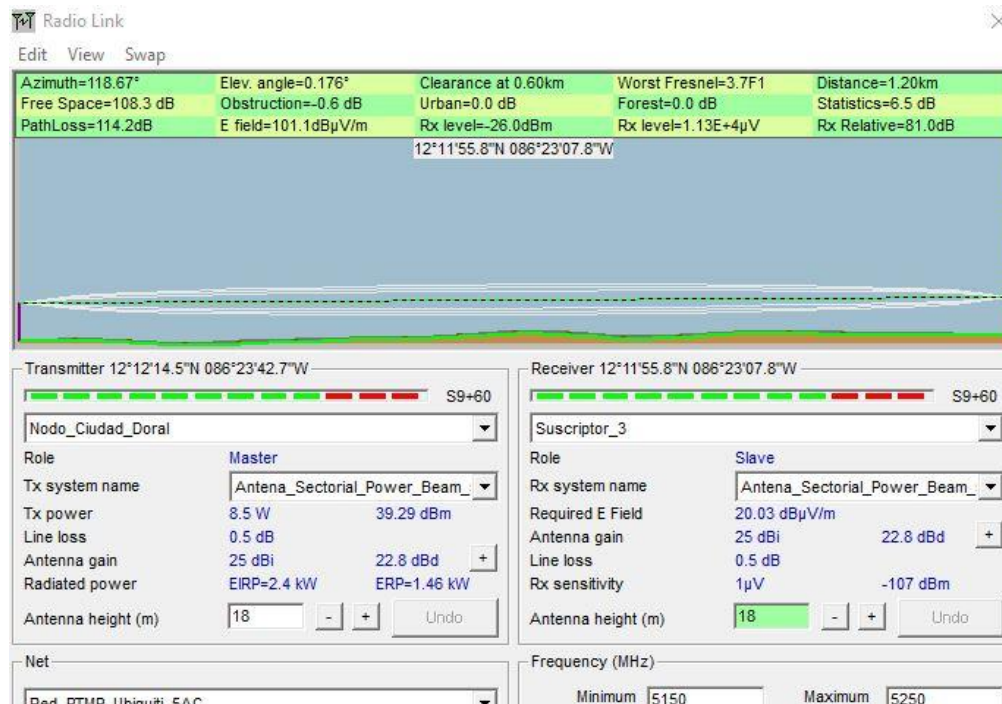 Radio Link
Edit View Swap
Azimuth=118.67° Elev. angle=0.176° Clearance at 0.60km Worst Fresnel=3.7F1 Distance=1.20km
Free Space=108.3 dB Obstruction=-0.6 dB Urban=0.0 dB Forest=0.0 dB Statistics=6.5 dB
PathLoss=114.2dB E field=101.1dBµV/m Rx level=-26.0dBm Rx level=1.13E+4µV Rx Relative=81.0dB
12°11'55.8"N 086°23'07.8"W
Transmitter 12°12'14.5"N 086°23'42.7"W
S9+60
Nodo_Ciudad_Doral
Role Master
Tx system name Antena_Sectorial_Power_Beam_
Tx power 8.5 W 39.29 dBm
Line loss 0.5 dB
Antenna gain 25 dBi 22.8 dBd +
Radiated power EIRP=2.4 kW ERP=1.46 kW
Antenna height (m) 18 - + Undo
Receiver 12°11'55.8"N 086°23'07.8"W
S9+60
Suscriptor_3
Role Slave
Rx system name Antena_Sectorial_Power_Beam_
Required E Field 20.03 dBµV/m
Antenna gain 25 dBi 22.8 dBd +
Line loss 0.5 dB
Rx sensitivity 1µV -107 dBm
Antenna height (m) 18 - + Undo
Net
Red_PTMP_Ubiquiti_5AC
Frequency (MHz)
Minimum 5150 Maximum 5250